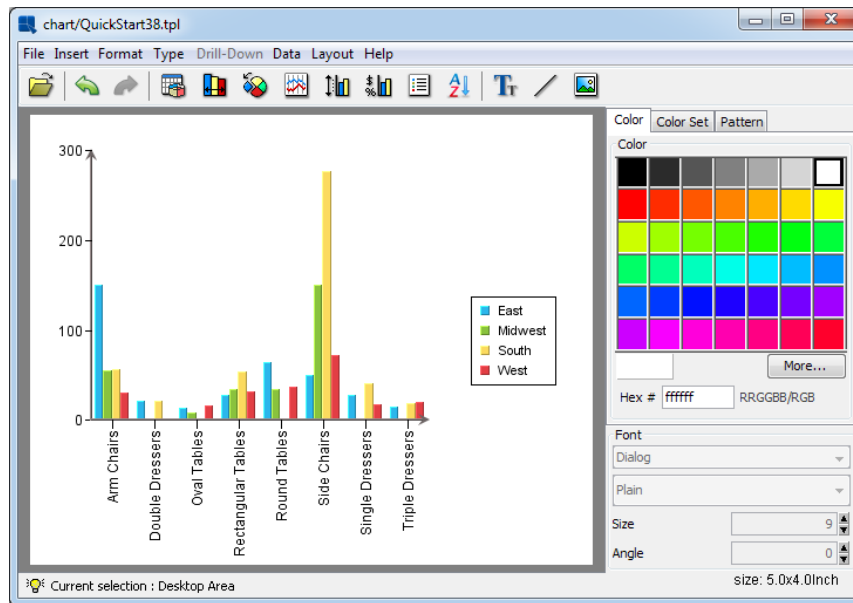 chart/QuickStart38.tpl
File Insert Format Type Drill-Down Data Layout Help
Color Color Set Pattern
Color
300
200
100
0
East
Midwest
South
West
Arm Chairs
Double Dressers
Oval Tables
Rectangular Tables
Round Tables
Side Chairs
Single Dressers
Triple Dressers
More...
Hex # ffffff RRGGBB/RGB
Font
Dialog
Plain
Size 9
Angle 0
Current selection : Desktop Area
size: 5.0x4.0Inch